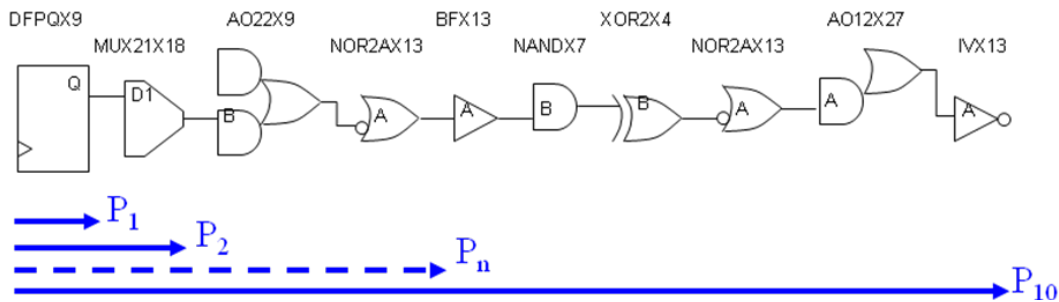 DFPQX9 AO22X9 BFX13 XOR2X4 AO12X27
MUX21X18 NOR2AX13 NANDX7 NOR2AX13 IVX13
Q D1 B A A B B A A A
P1
P2
Pn
P10